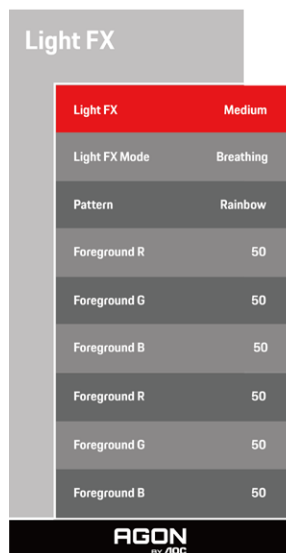 Light FX
Light FX Medium
Light FX Mode Breathing
Pattern Rainbow
Foreground R 50
Foreground G 50
Foreground B 50
Foreground R 50
Foreground G 50
Foreground B 50
AGON
BY AOC